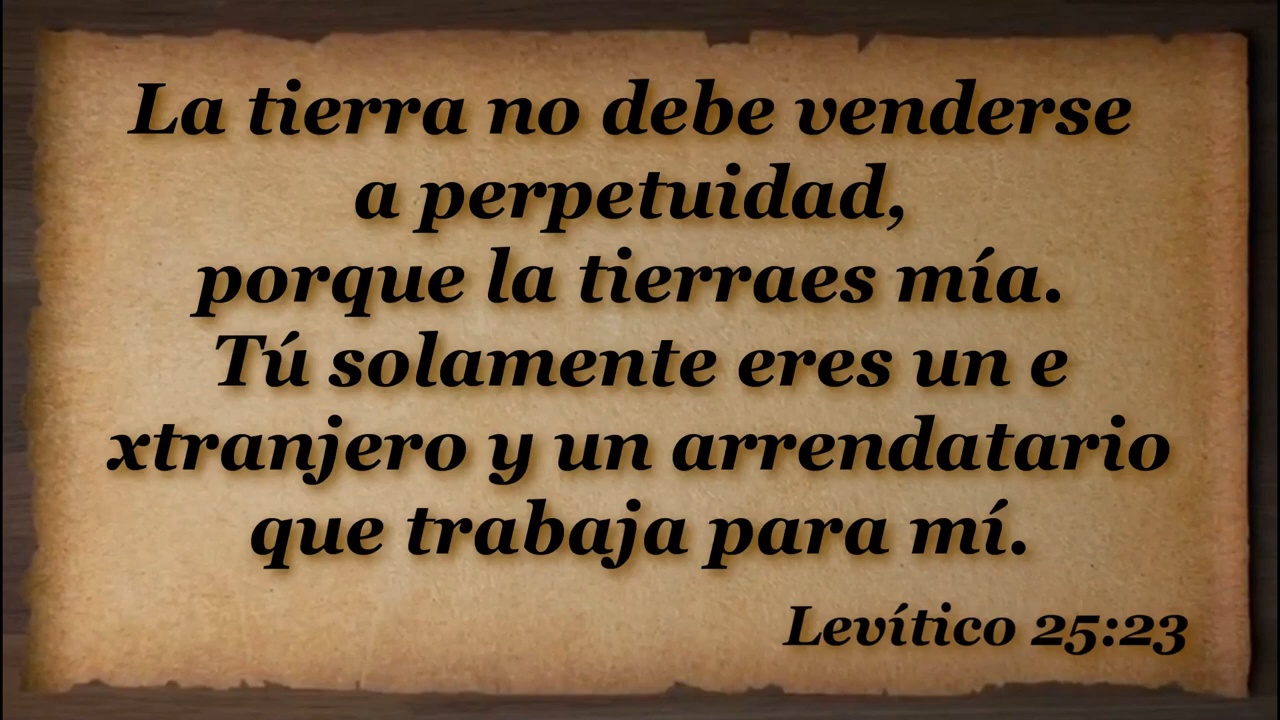 La tierra no debe venderse
a perpetuidad,
porque la tierraes mía.
Tú solamente eres un e
xtranjero y un arrendatario
que trabaja para mí.
Levítico 25:23